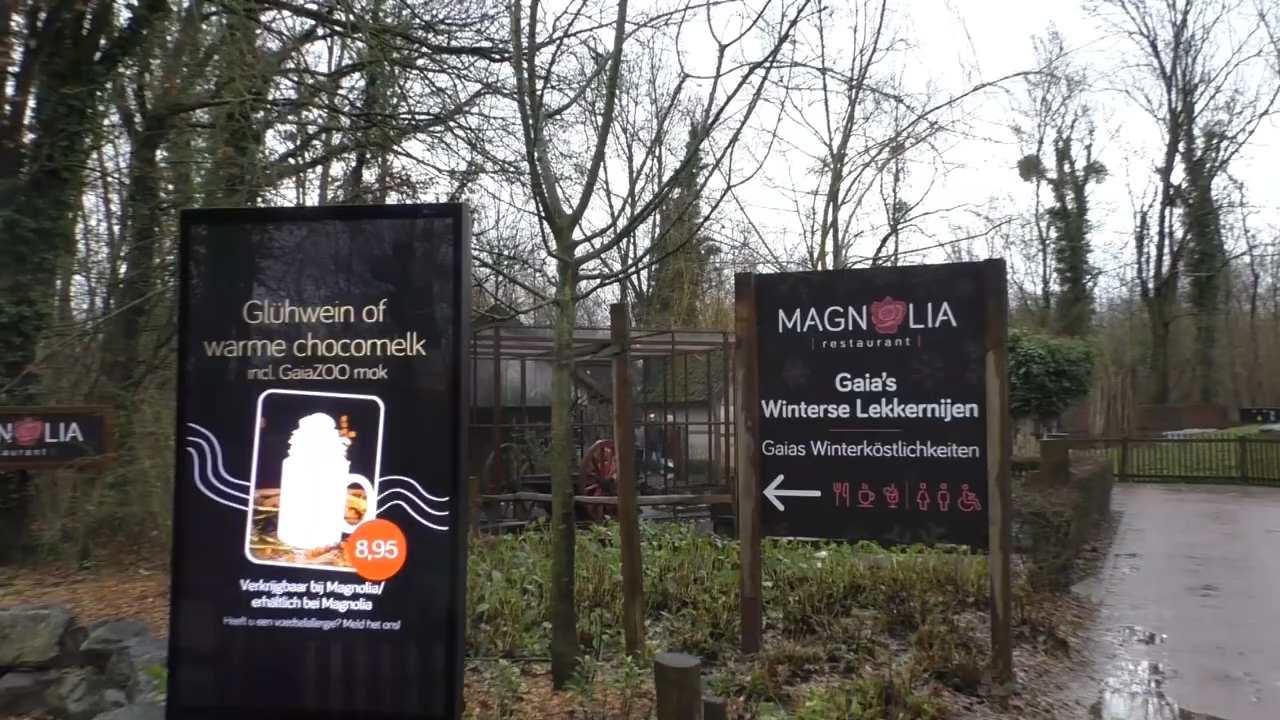 Glühwein of
warme chocomelk
incl. GaiaZOO mok
8,95
Verkrijgbaar bij Magnolia/
erhältlich bei Magnolia
Heeft u een voedselallergie? Meld het ons!
MAGNOLIA
restaurant
Gaia's
Winterse Lekkernijen
Gaias Winterköstlichkeiten